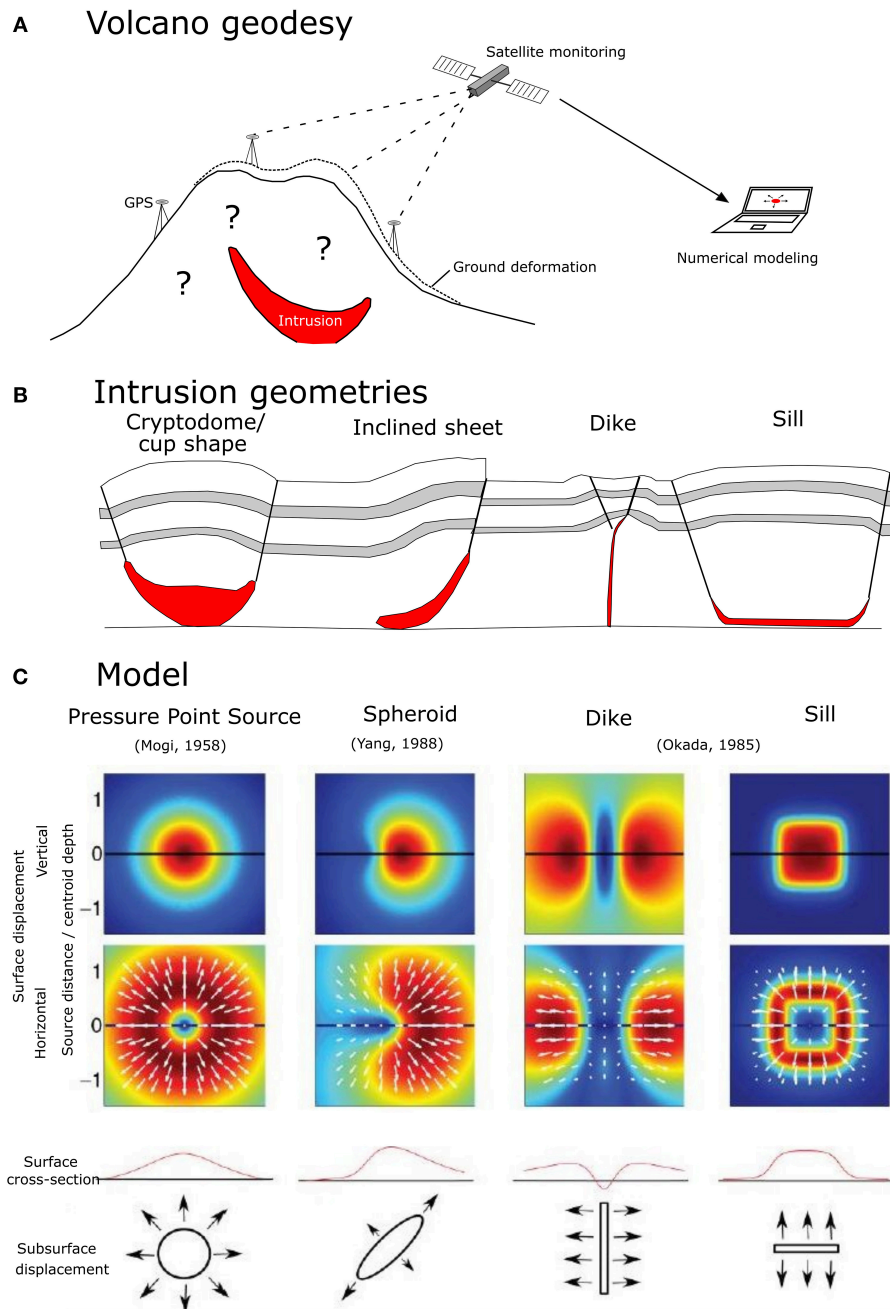 A Volcano geodesy
Satellite monitoring
GPS
?
?
?
Ground deformation
Intrusion
Numerical modeling
B Intrusion geometries
Cryptodome/
cup shape
Inclined sheet
Dike
Sill
C Model
Pressure Point Source
(Mogi, 1958)
Spheroid
(Yang, 1988)
Dike
Sill
(Okada, 1985)
Surface displacement
Vertical
Horizontal
Source distance / centroid depth
1
0
−1
1
0
−1
Surface
cross-section
Subsurface
displacement